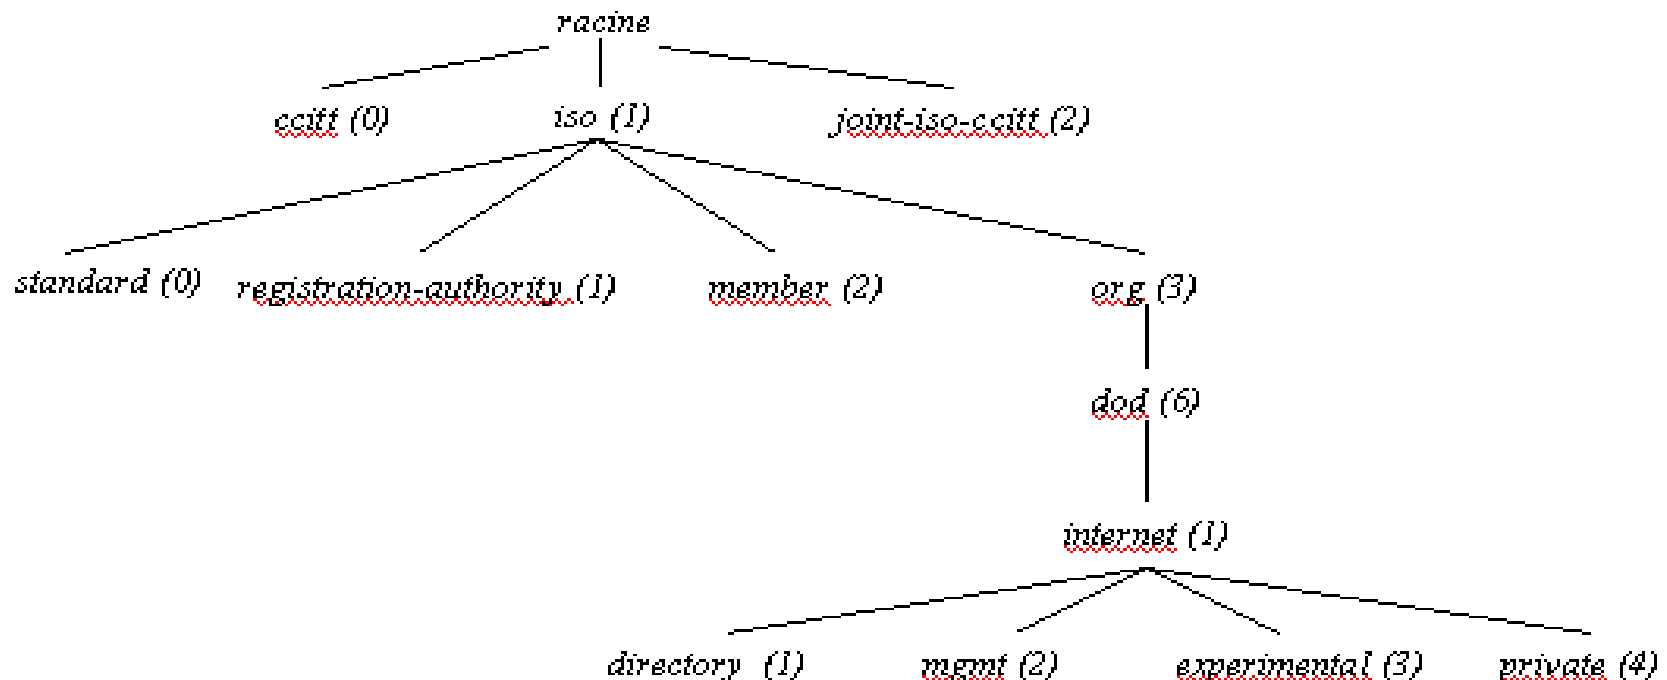 racine
ccitt (0) iso (1) joint-iso-ccitt (2)
standard (0) registration-authority (1) member (2) org (3)
dod (6)
internet (1)
directory (1) mgmt (2) experimental (3) private (4)